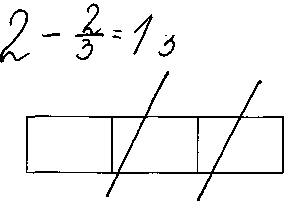 2 - 2/3 = 1 3